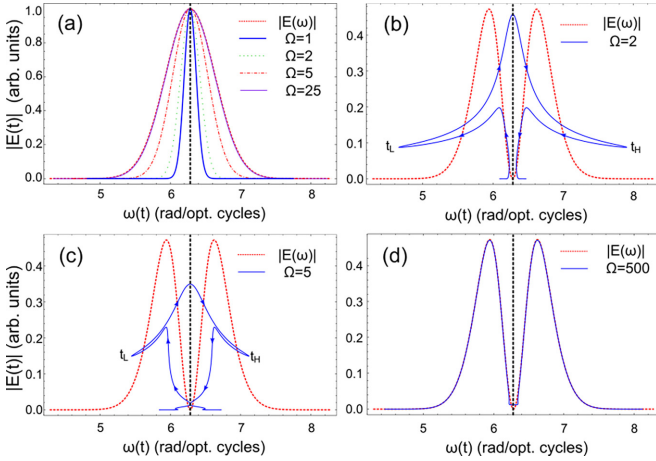 (a)
|E(ω)|
Ω=1
Ω=2
Ω=5
Ω=25
|E(t)| (arb. units)
1.0
0.8
0.6
0.4
0.2
0.0
5 6 7 8
ω(t) (rad/opt. cycles)
(b)
|E(ω)|
Ω=2
0.4
0.3
0.2
0.1
0.0
tL
tH
5 6 7 8
ω(t) (rad/opt. cycles)
(c)
|E(ω)|
Ω=5
|E(t)| (arb. units)
0.4
0.3
0.2
0.1
0.0
tL
tH
5 6 7 8
ω(t) (rad/opt. cycles)
(d)
|E(ω)|
Ω=500
0.4
0.3
0.2
0.1
0.0
5 6 7 8
ω(t) (rad/opt. cycles)